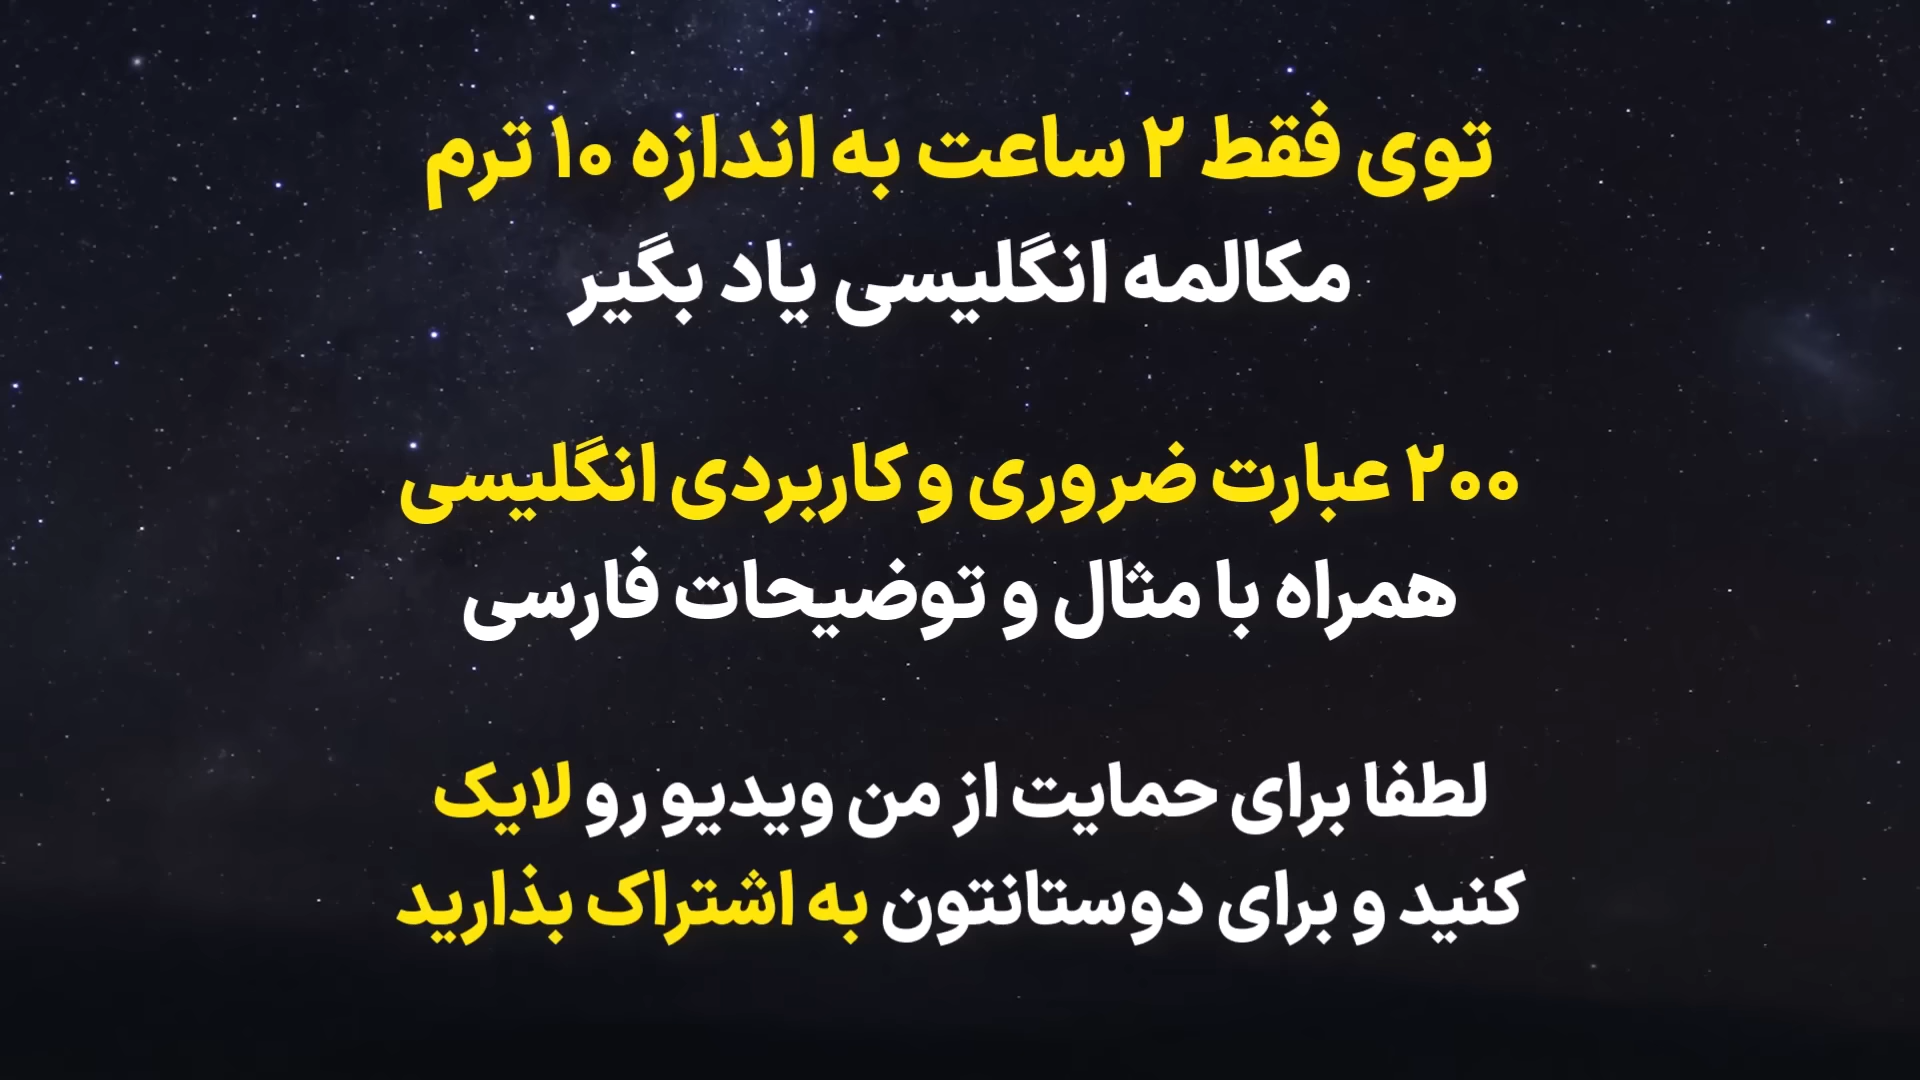 توی فقط ۲ ساعت به اندازه ۱۰ ترم
مکالمه انگلیسی یاد بگیر
۲۰۰ عبارت ضروری و کاربردی انگلیسی
همراه با مثال و توضیحات فارسی
لطفا برای حمایت از من ویدیو رو لایک
کنید و برای دوستانتون به اشتراک بذارید